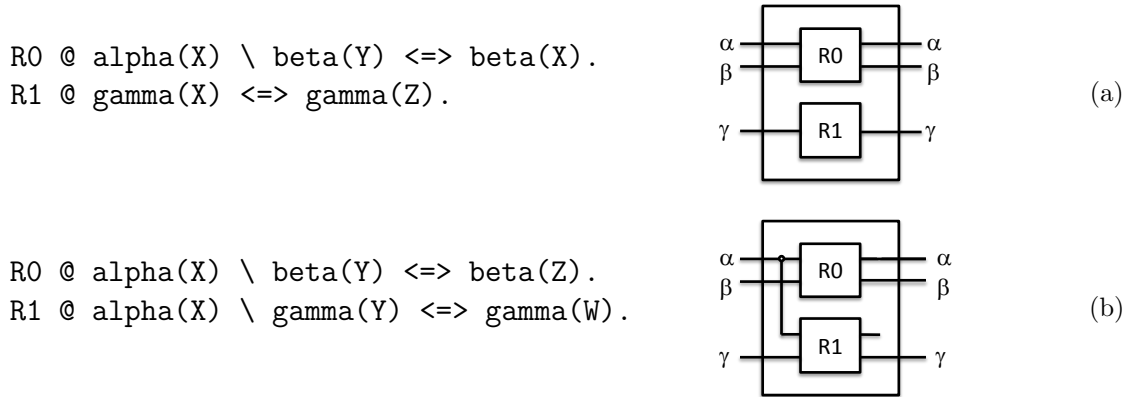 R0 @ alpha(X) \ beta(Y) <=> beta(X).
R1 @ gamma(X) <=> gamma(Z).
α R0 α
β β
γ R1 γ
(a)
R0 @ alpha(X) \ beta(Y) <=> beta(Z).
R1 @ alpha(X) \ gamma(Y) <=> gamma(W).
α R0 α
β β
R1
γ γ
(b)